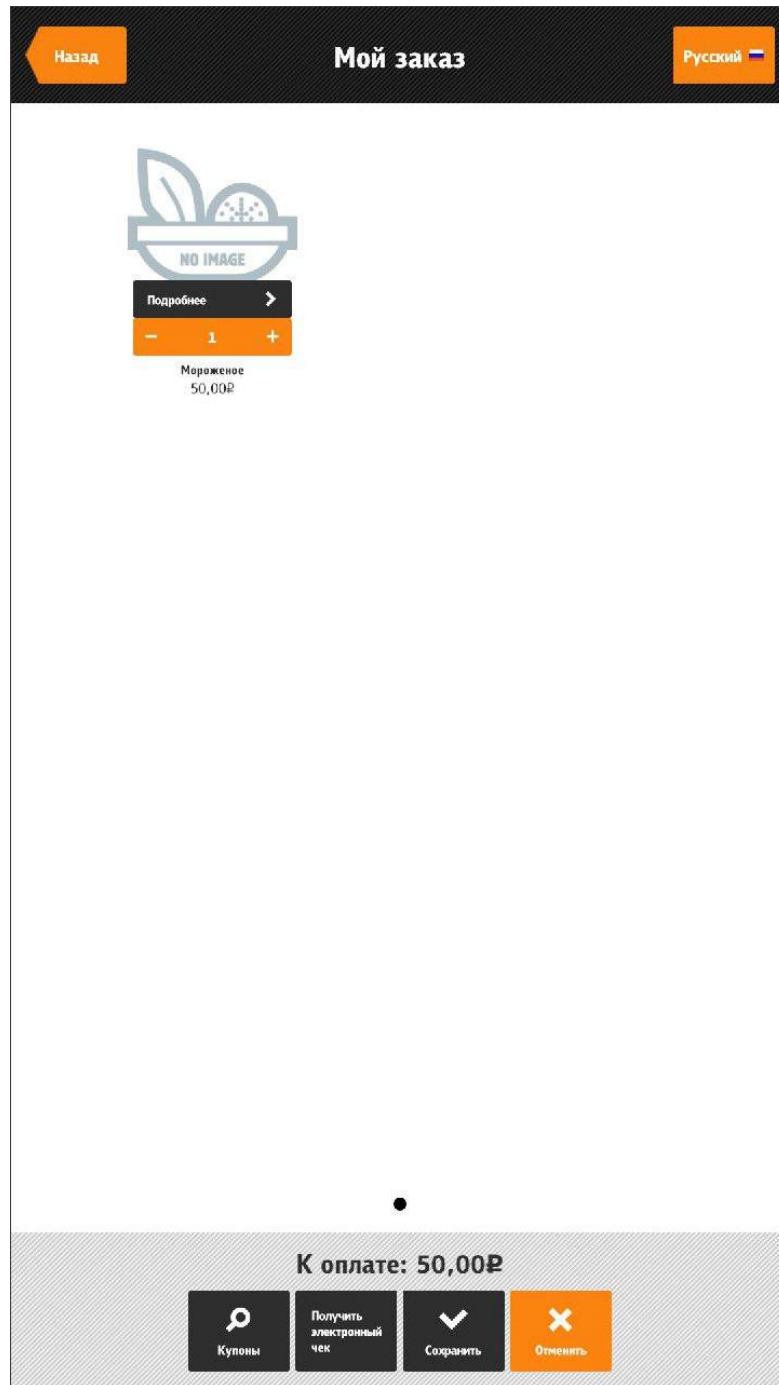 Назад
Мой заказ
Русский
NO IMAGE
Подробнее
− 1 +
Мороженое
50,00₽
К оплате: 50,00₽
Купоны
Получить
электронный
чек
Сохранить
Отменить